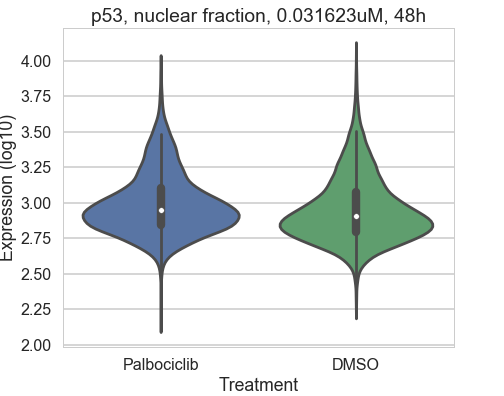 p53, nuclear fraction, 0.031623uM, 48h
Expression (log10)
4.00
3.75
3.50
3.25
3.00
2.75
2.50
2.25
2.00
Palbociclib DMSO
Treatment